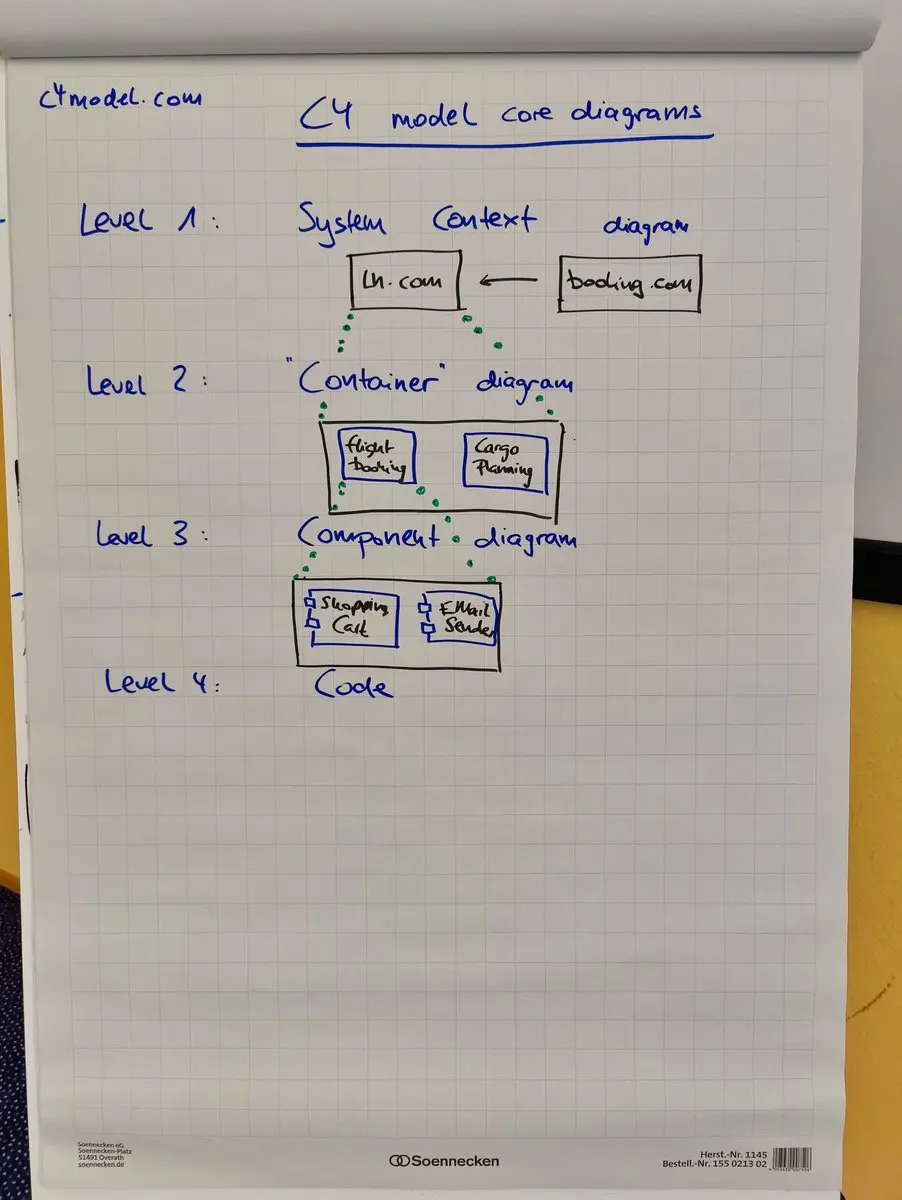 c4model.com
C4 model core diagrams
Level 1: System Context diagram
LH.com ← booking.com
Level 2: "Container" diagram
flight booking
Cargo Planning
Level 3: Component diagram
Shopping Cart
EMail Sender
Level 4: Code
Soennecken eG
Soennecken-Platz
51491 Overath
soennecken.de
Soennecken
Herst.-Nr. 1145
Bestell.-Nr. 155 0213 02